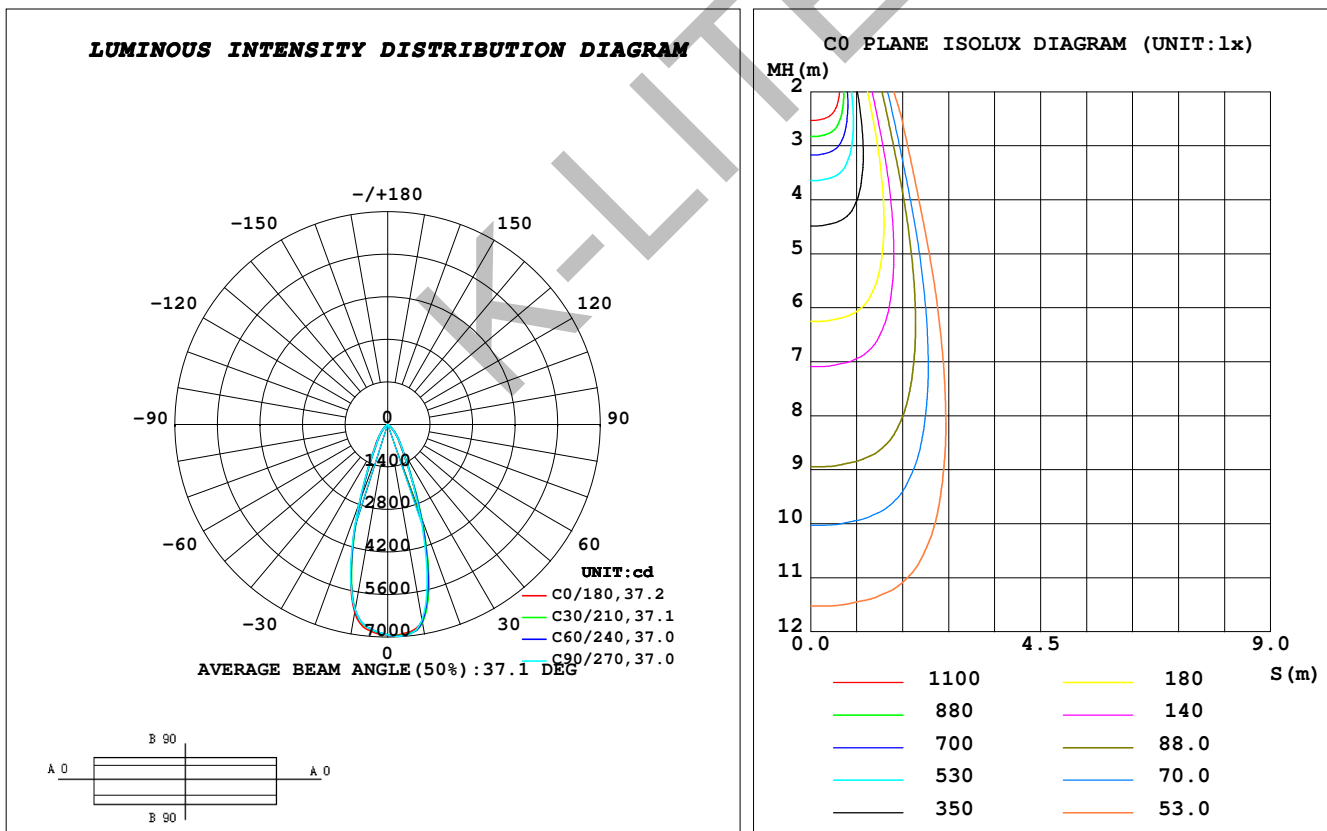 LUMINOUS INTENSITY DISTRIBUTION DIAGRAM
-/+180
-150
150
-120
120
-90
90
-60
60
-30
30
0
0
1400
2800
4200
5600
7000
UNIT:cd
C0/180,37.2
C30/210,37.1
C60/240,37.0
C90/270,37.0
AVERAGE BEAM ANGLE(50%):37.1 DEG
B 90
A 0
A 0
B 90
K-LITE
C0 PLANE ISOLUX DIAGRAM (UNIT:lx)
MH(m)
2
3
4
5
6
7
8
9
10
11
12
0.0
4.5
9.0
S(m)
1100
180
880
140
700
88.0
530
70.0
350
53.0